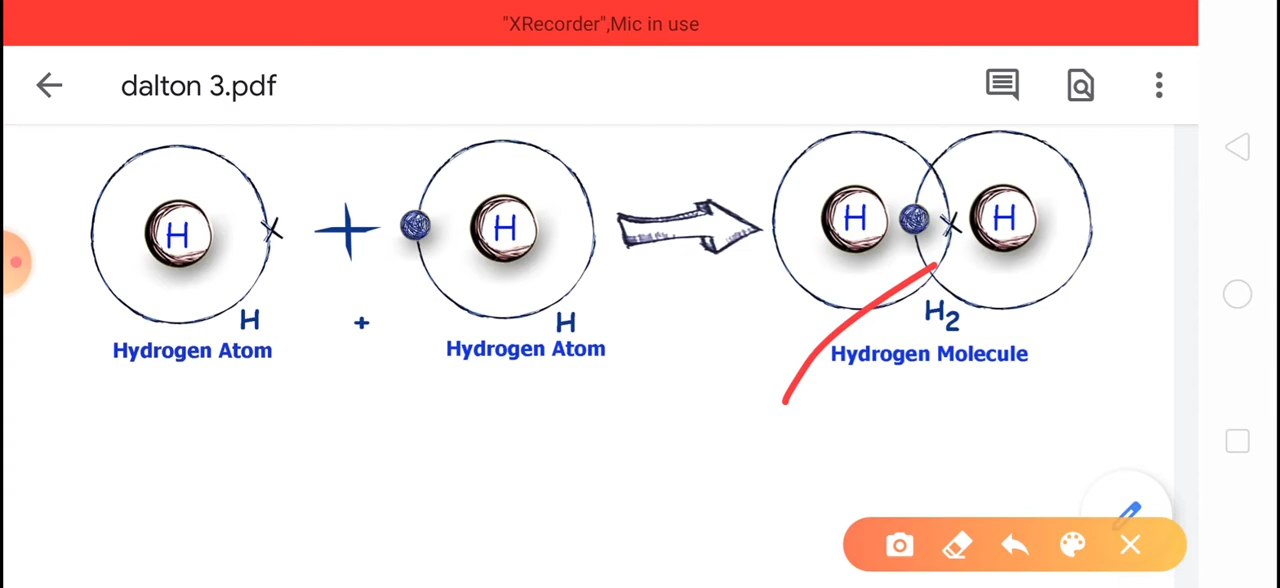 "XRecorder",Mic in use
dalton 3.pdf
H + H H H
H + H H2
Hydrogen Atom Hydrogen Atom Hydrogen Molecule